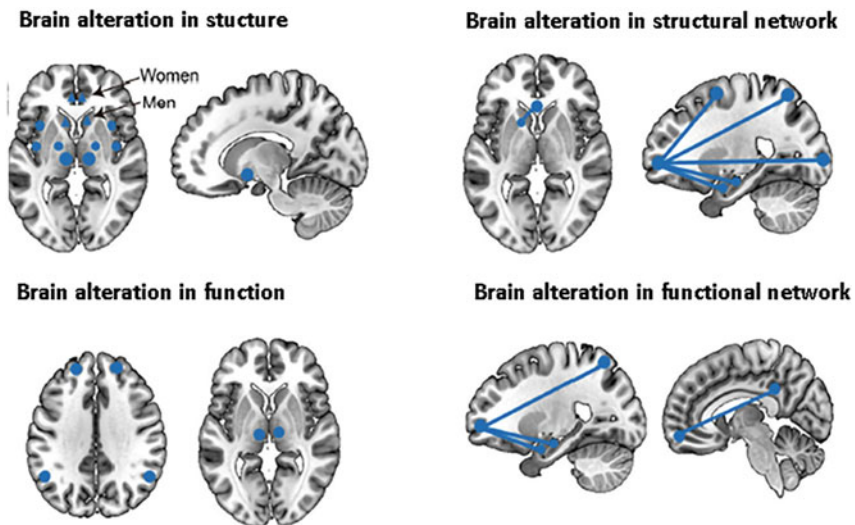 Brain alteration in stucture
Brain alteration in structural network
Women
Men
Brain alteration in function
Brain alteration in functional network